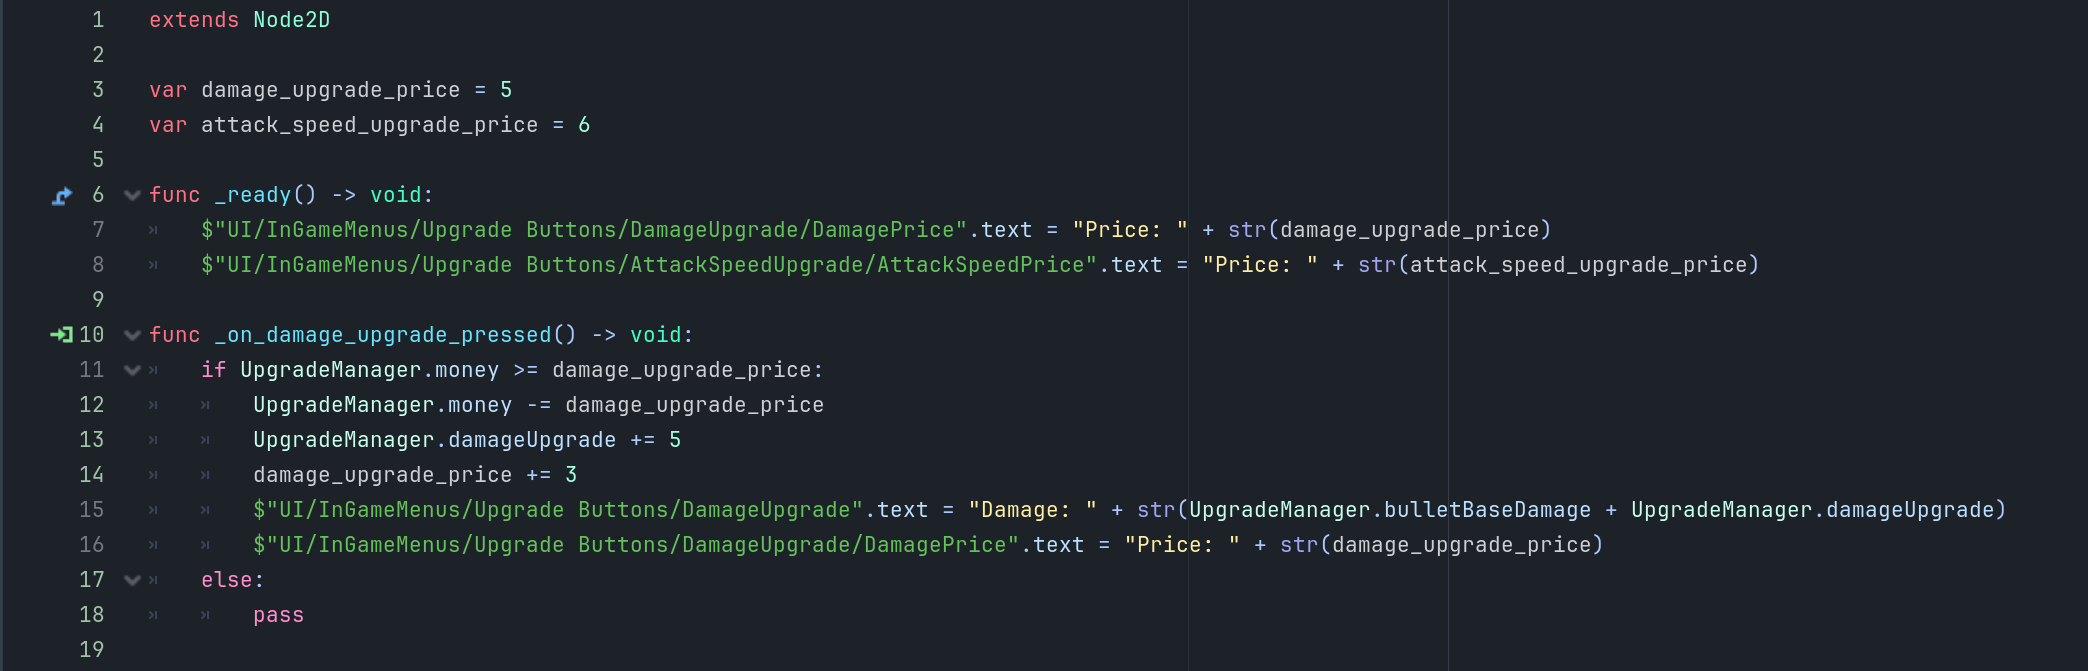 1 extends Node2D
2
3 var damage_upgrade_price = 5
4 var attack_speed_upgrade_price = 6
5
6 func _ready() -> void:
7 $"UI/InGameMenus/Upgrade Buttons/DamageUpgrade/DamagePrice".text = "Price: " + str(damage_upgrade_price)
8 $"UI/InGameMenus/Upgrade Buttons/AttackSpeedUpgrade/AttackSpeedPrice".text = "Price: " + str(attack_speed_upgrade_price)
9
10 func _on_damage_upgrade_pressed() -> void:
11 if UpgradeManager.money >= damage_upgrade_price:
12 UpgradeManager.money -= damage_upgrade_price
13 UpgradeManager.damageUpgrade += 5
14 damage_upgrade_price += 3
15 $"UI/InGameMenus/Upgrade Buttons/DamageUpgrade".text = "Damage: " + str(UpgradeManager.bulletBaseDamage + UpgradeManager.damageUpgrade)
16 $"UI/InGameMenus/Upgrade Buttons/DamageUpgrade/DamagePrice".text = "Price: " + str(damage_upgrade_price)
17 else:
18 pass
19